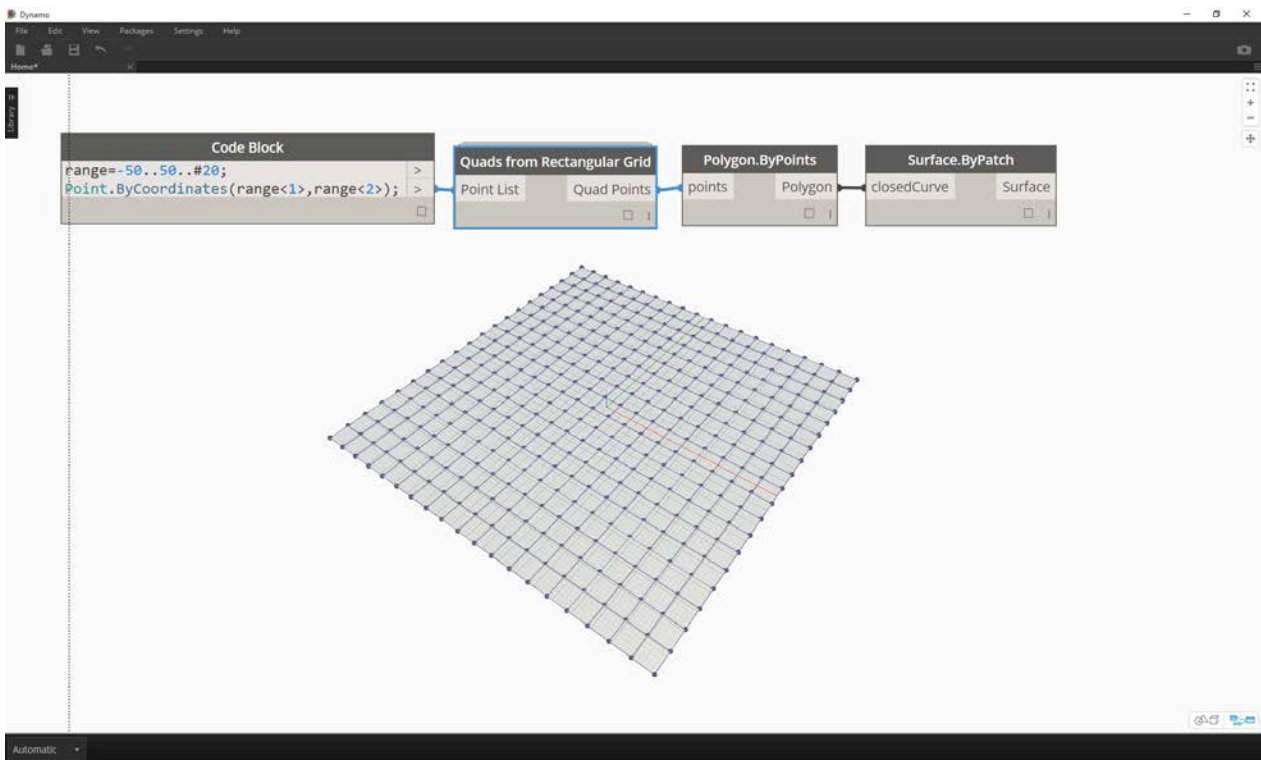 Dynamo
File Edit View Packages Settings Help
Home*
Library
Code Block
range=-50..50..#20;
Point.ByCoordinates(range<1>,range<2>);
>
>
Quads from Rectangular Grid
Point List Quad Points
Polygon.ByPoints
points Polygon
Surface.ByPatch
closedCurve Surface
Automatic